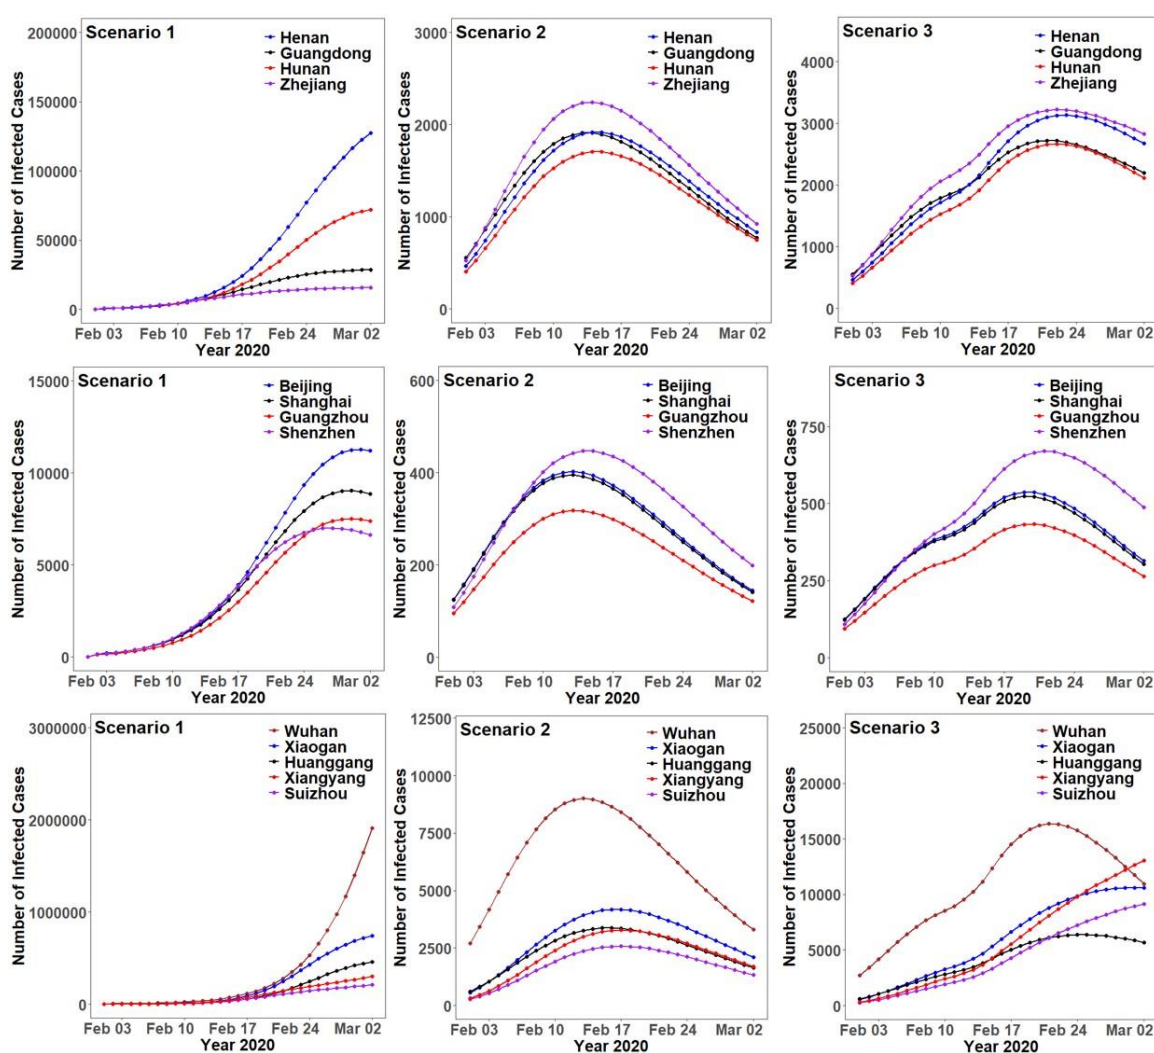 Scenario 1
Henan
Guangdong
Hunan
Zhejiang
Number of Infected Cases
200000
150000
100000
50000
0
Feb 03 Feb 10 Feb 17 Feb 24 Mar 02
Year 2020
Scenario 2
Henan
Guangdong
Hunan
Zhejiang
Number of Infected Cases
3000
2000
1000
0
Feb 03 Feb 10 Feb 17 Feb 24 Mar 02
Year 2020
Scenario 3
Henan
Guangdong
Hunan
Zhejiang
Number of Infected Cases
4000
3000
2000
1000
0
Feb 03 Feb 10 Feb 17 Feb 24 Mar 02
Year 2020
Scenario 1
Beijing
Shanghai
Guangzhou
Shenzhen
Number of Infected Cases
15000
10000
5000
0
Feb 03 Feb 10 Feb 17 Feb 24 Mar 02
Year 2020
Scenario 2
Beijing
Shanghai
Guangzhou
Shenzhen
Number of Infected Cases
600
400
200
0
Feb 03 Feb 10 Feb 17 Feb 24 Mar 02
Year 2020
Scenario 3
Beijing
Shanghai
Guangzhou
Shenzhen
Number of Infected Cases
750
500
250
0
Feb 03 Feb 10 Feb 17 Feb 24 Mar 02
Year 2020
Scenario 1
Wuhan
Xiaogan
Huanggang
Xiangyang
Suizhou
Number of Infected Cases
3000000
2000000
1000000
0
Feb 03 Feb 10 Feb 17 Feb 24 Mar 02
Year 2020
Scenario 2
Wuhan
Xiaogan
Huanggang
Xiangyang
Suizhou
Number of Infected Cases
12500
10000
7500
5000
2500
0
Feb 03 Feb 10 Feb 17 Feb 24 Mar 02
Year 2020
Scenario 3
Wuhan
Xiaogan
Huanggang
Xiangyang
Suizhou
Number of Infected Cases
25000
20000
15000
10000
5000
0
Feb 03 Feb 10 Feb 17 Feb 24 Mar 02
Year 2020